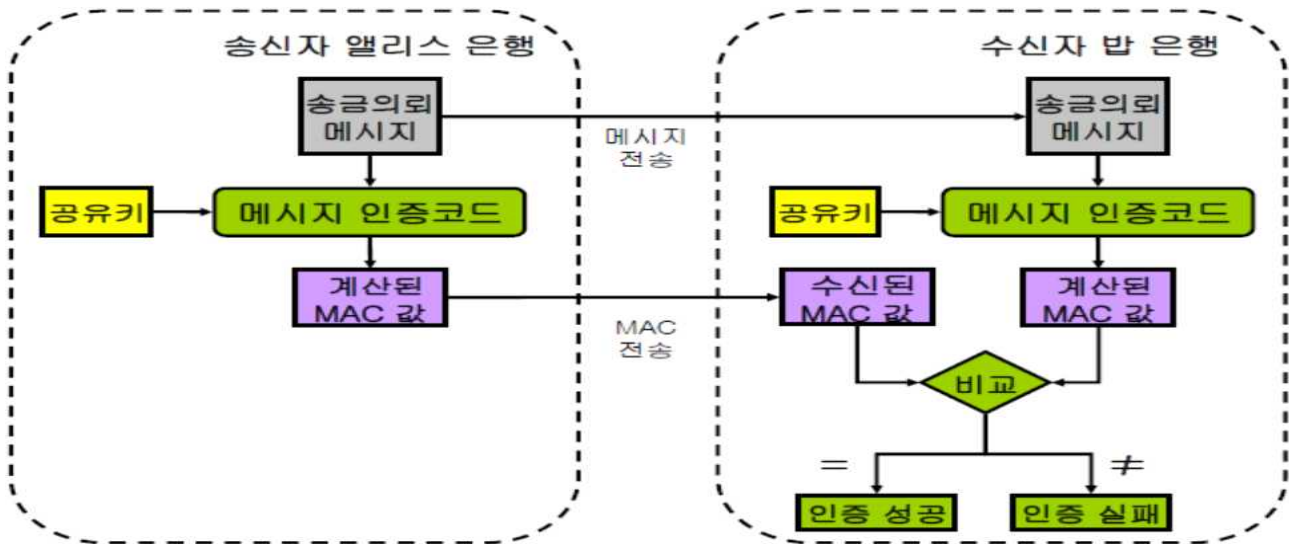 송신자 앨리스 은행
송금의뢰
메시지
공유키
메시지 인증코드
계산된
MAC 값
메시지
전송
MAC
전송
수신자 밥 은행
송금의뢰
메시지
공유키
메시지 인증코드
수신된
MAC 값
계산된
MAC 값
비교
=
≠
인증 성공
인증 실패